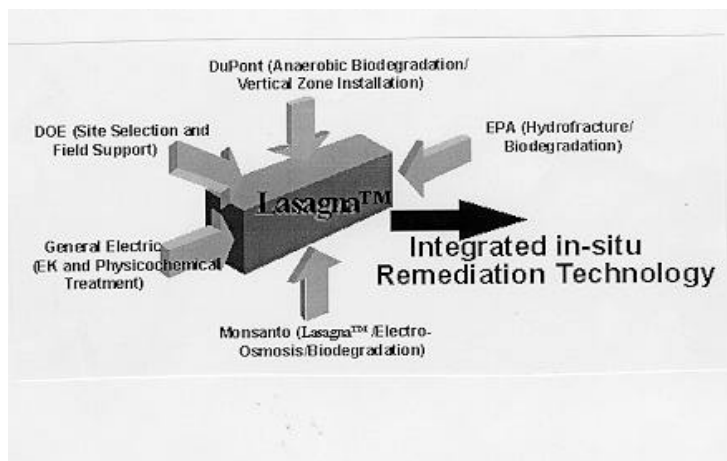 DuPont (Anaerobic Biodegradation/
Vertical Zone Installation)
DOE (Site Selection and
Field Support)
EPA (Hydrofracture/
Biodegradation)
Lasagna™
General Electric
(EK and Physicochemical
Treatment)
Integrated in-situ
Remediation Technology
Monsanto (Lasagna™/Electro-
Osmosis/Biodegradation)